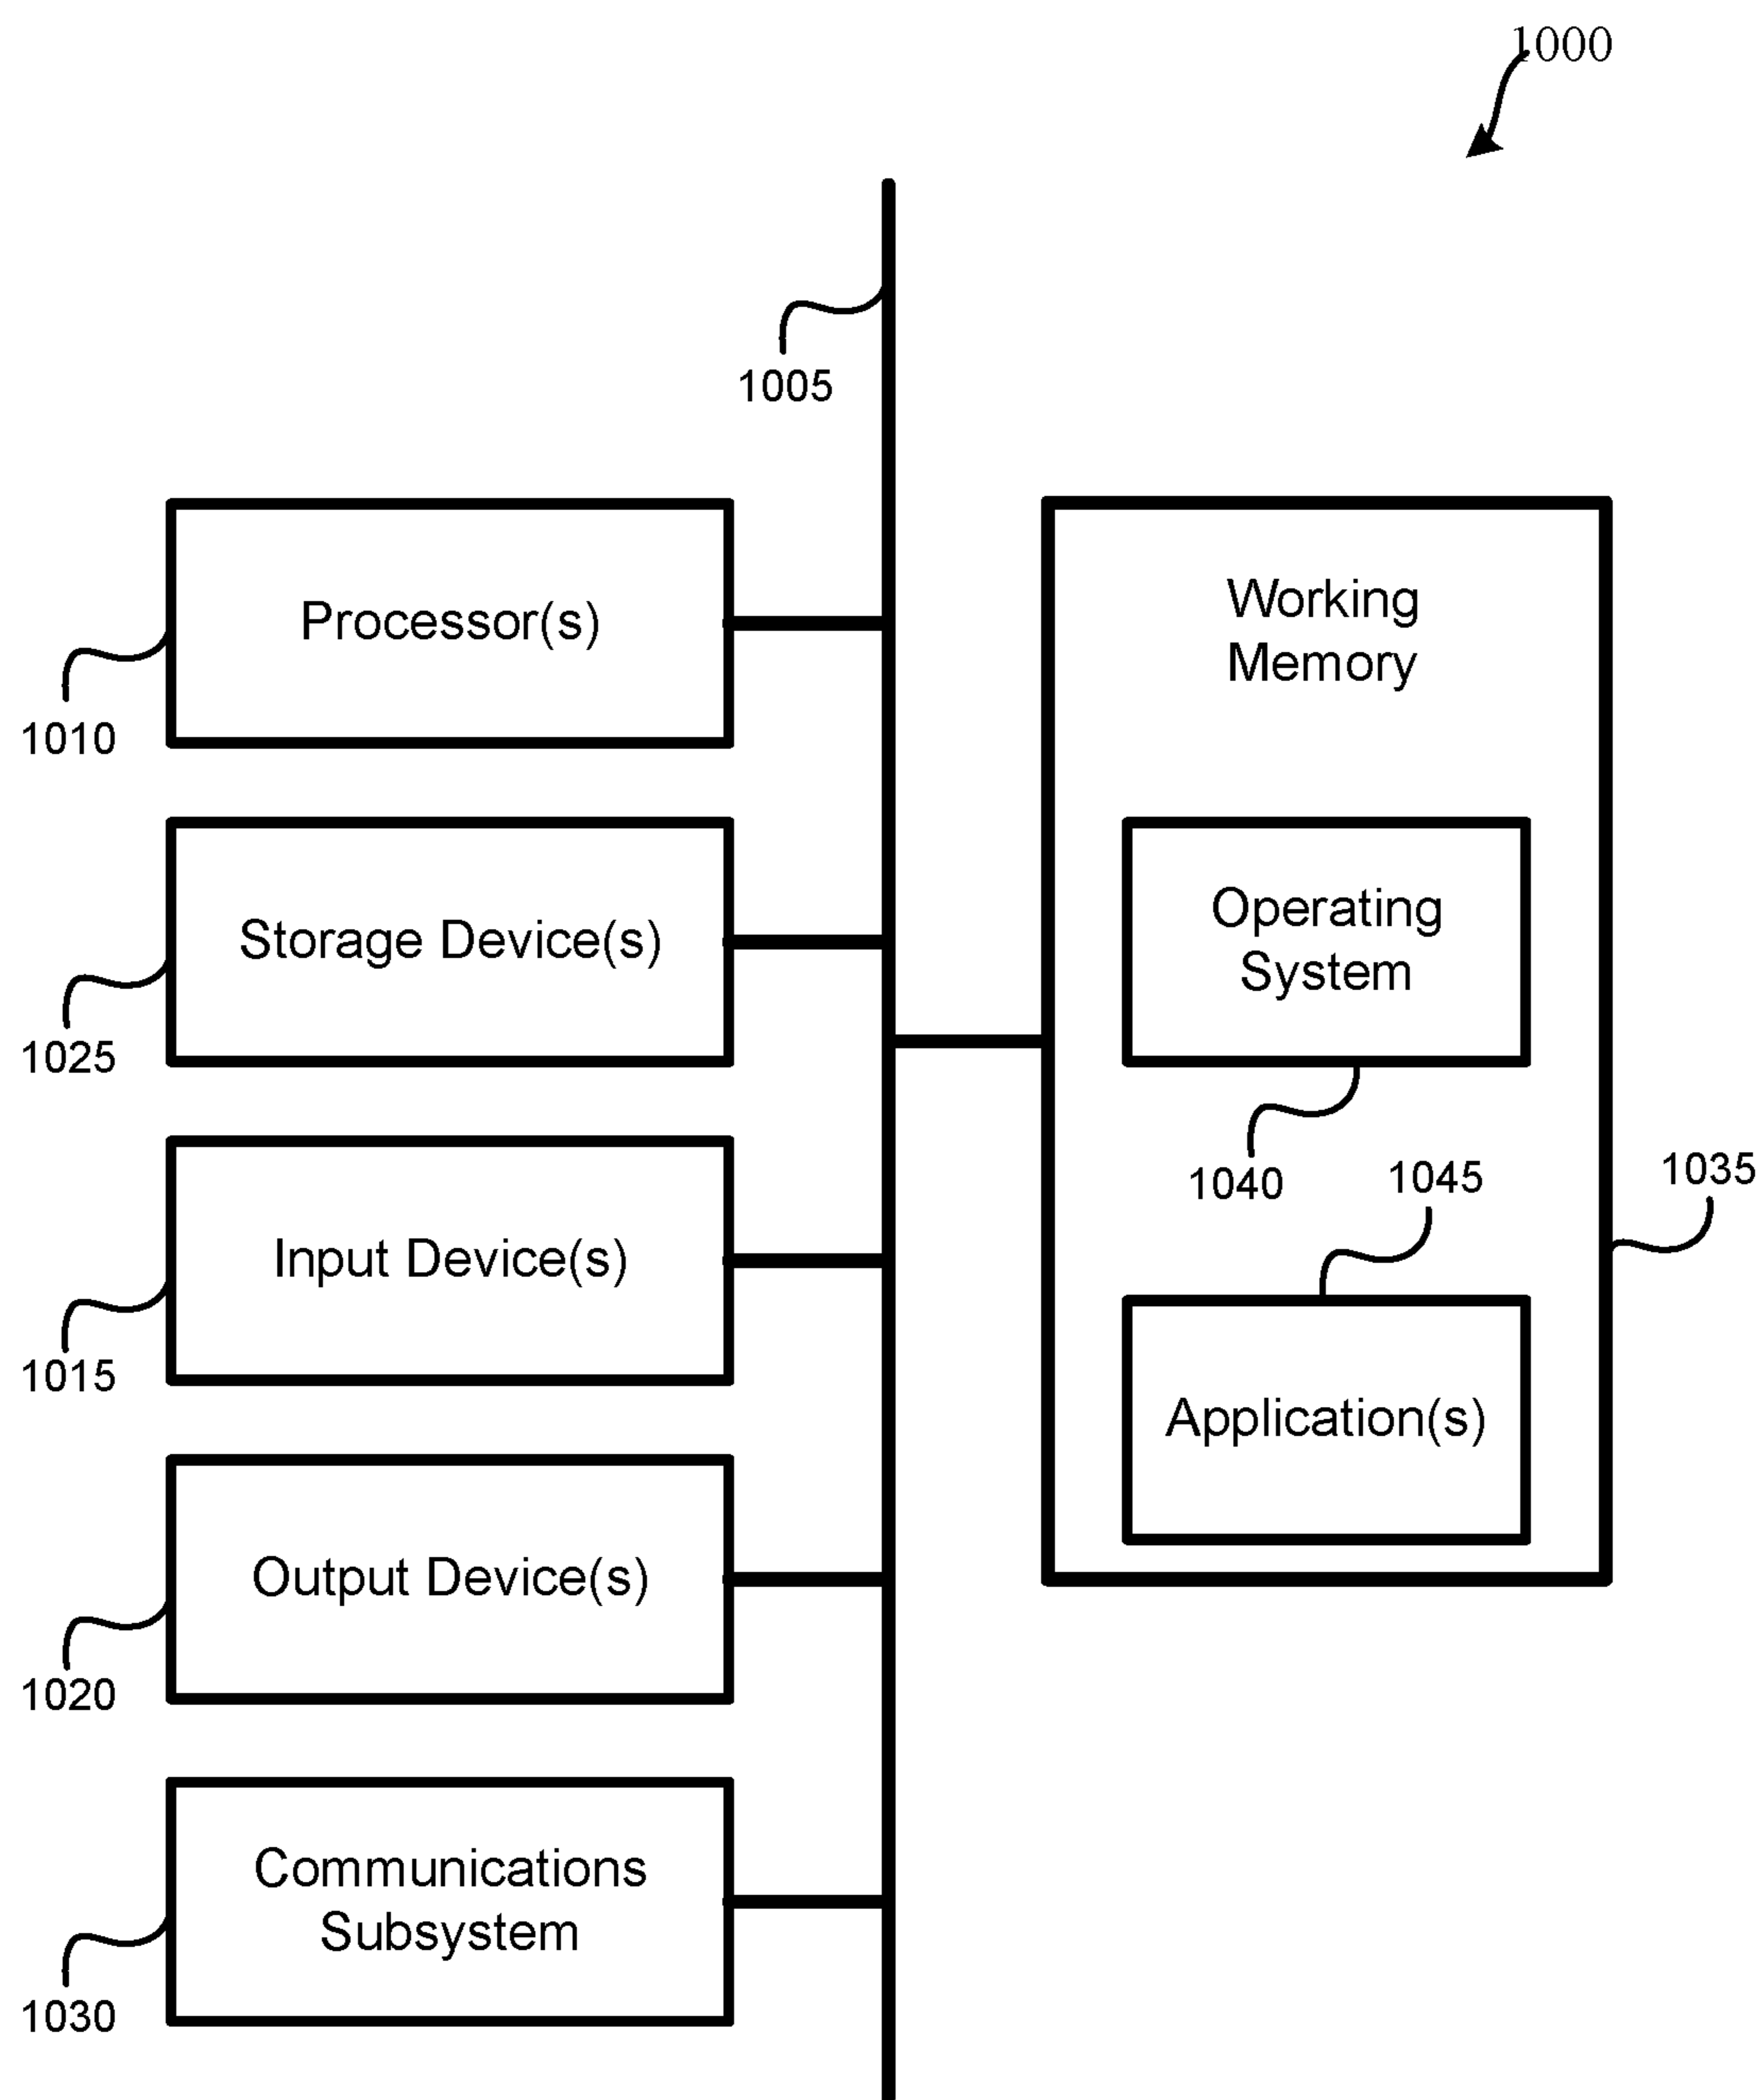 1000
1005
Processor(s)
1010
Storage Device(s)
1025
Input Device(s)
1015
Output Device(s)
1020
Communications
Subsystem
1030
Working
Memory
Operating
System
1040
1045
1035
Application(s)